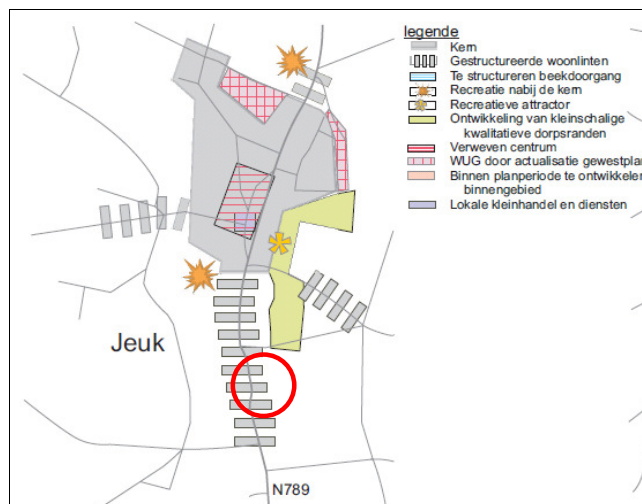 legende
Kern
Gestructureerde woonlinten
Te structureren beekdoorgang
Recreatie nabij de kern
Recreatieve attractor
Ontwikkeling van kleinschalige
kwalitatieve dorpsranden
Verweven centrum
WUG door actualisatie gewestplan
Binnen planperiode te ontwikkelen
binnengebied
Lokale kleinhandel en diensten
Jeuk
N789